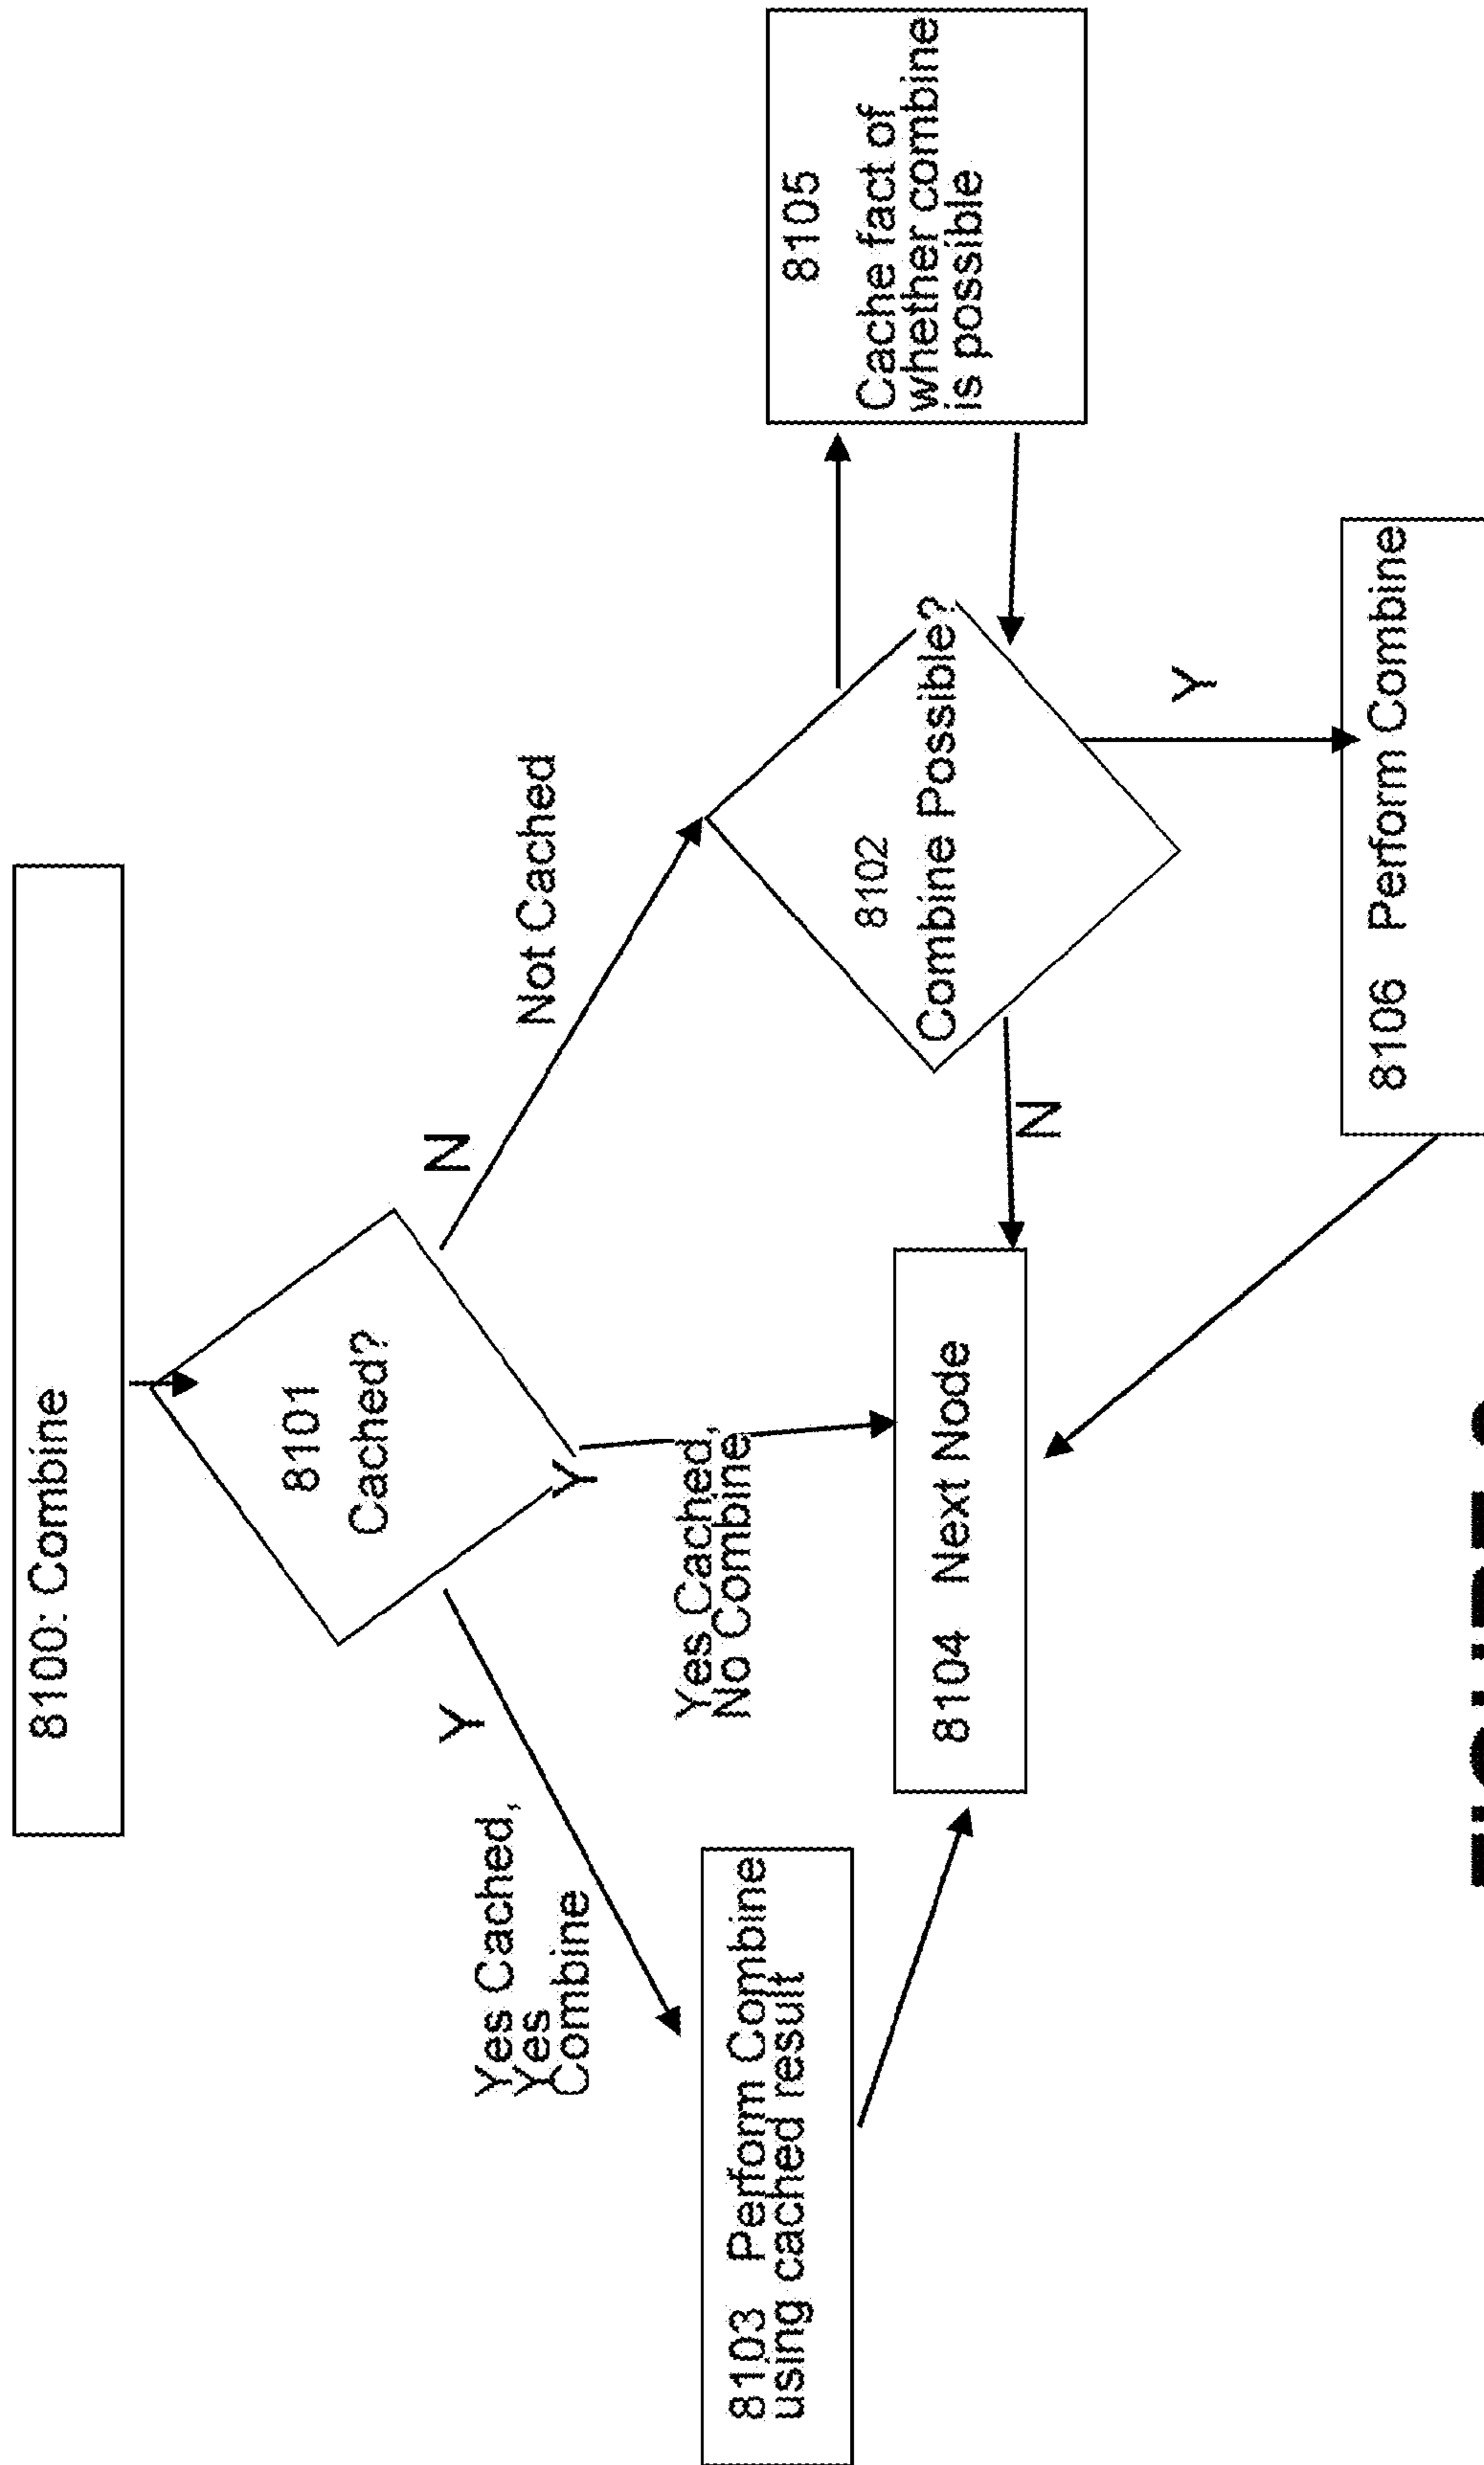 8100: Combine
8101
Cached?
N
Not Cached
Y
Yes Cached,
Yes
Combine
Y
Yes Cached,
No Combine
8102
Combine Possible?
8105
Cache fact of
whether combine
is possible
8103 Perform Combine
using cached result
8104 Next Node
N
Y
8106 Perform Combine